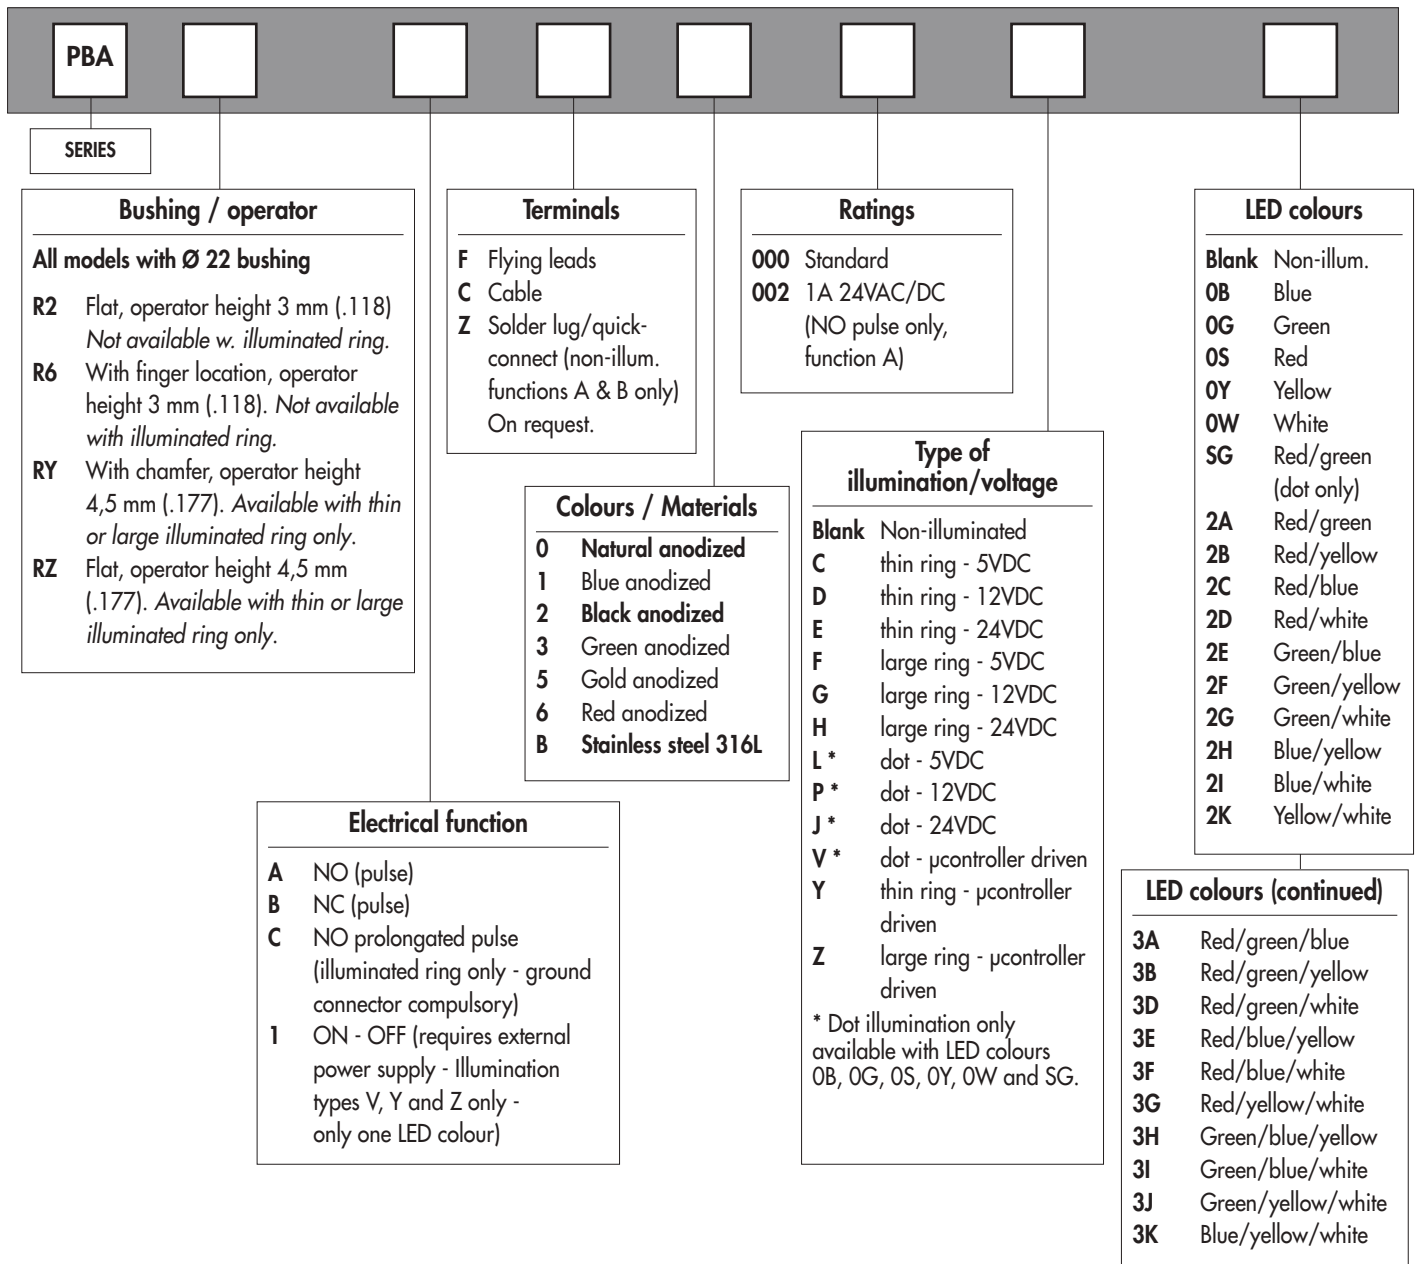 PBA
SERIES
Bushing / operator
All models with Ø 22 bushing
R2 Flat, operator height 3 mm (.118)
Not available w. illuminated ring.
R6 With finger location, operator
height 3 mm (.118). Not available
with illuminated ring.
RY With chamfer, operator height
4,5 mm (.177). Available with thin
or large illuminated ring only.
RZ Flat, operator height 4,5 mm
(.177). Available with thin or large
illuminated ring only.
Electrical function
A NO (pulse)
B NC (pulse)
C NO prolongated pulse
(illuminated ring only - ground
connector compulsory)
1 ON - OFF (requires external
power supply - Illumination
types V, Y and Z only -
only one LED colour)
Terminals
F Flying leads
C Cable
Z Solder lug/quick-
connect (non-illum.
functions A & B only)
On request.
Colours / Materials
0 Natural anodized
1 Blue anodized
2 Black anodized
3 Green anodized
5 Gold anodized
6 Red anodized
B Stainless steel 316L
Ratings
000 Standard
002 1A 24VAC/DC
(NO pulse only,
function A)
Type of
illumination/voltage
Blank Non-illuminated
C thin ring - 5VDC
D thin ring - 12VDC
E thin ring - 24VDC
F large ring - 5VDC
G large ring - 12VDC
H large ring - 24VDC
L * dot - 5VDC
P * dot - 12VDC
J * dot - 24VDC
V * dot - µcontroller driven
Y thin ring - µcontroller
driven
Z large ring - µcontroller
driven
* Dot illumination only
available with LED colours
0B, 0G, 0S, 0Y, 0W and SG.
LED colours
Blank Non-illum.
0B Blue
0G Green
0S Red
0Y Yellow
0W White
SG Red/green
(dot only)
2A Red/green
2B Red/yellow
2C Red/blue
2D Red/white
2E Green/blue
2F Green/yellow
2G Green/white
2H Blue/yellow
2I Blue/white
2K Yellow/white
LED colours (continued)
3A Red/green/blue
3B Red/green/yellow
3D Red/green/white
3E Red/blue/yellow
3F Red/blue/white
3G Red/yellow/white
3H Green/blue/yellow
3I Green/blue/white
3J Green/yellow/white
3K Blue/yellow/white